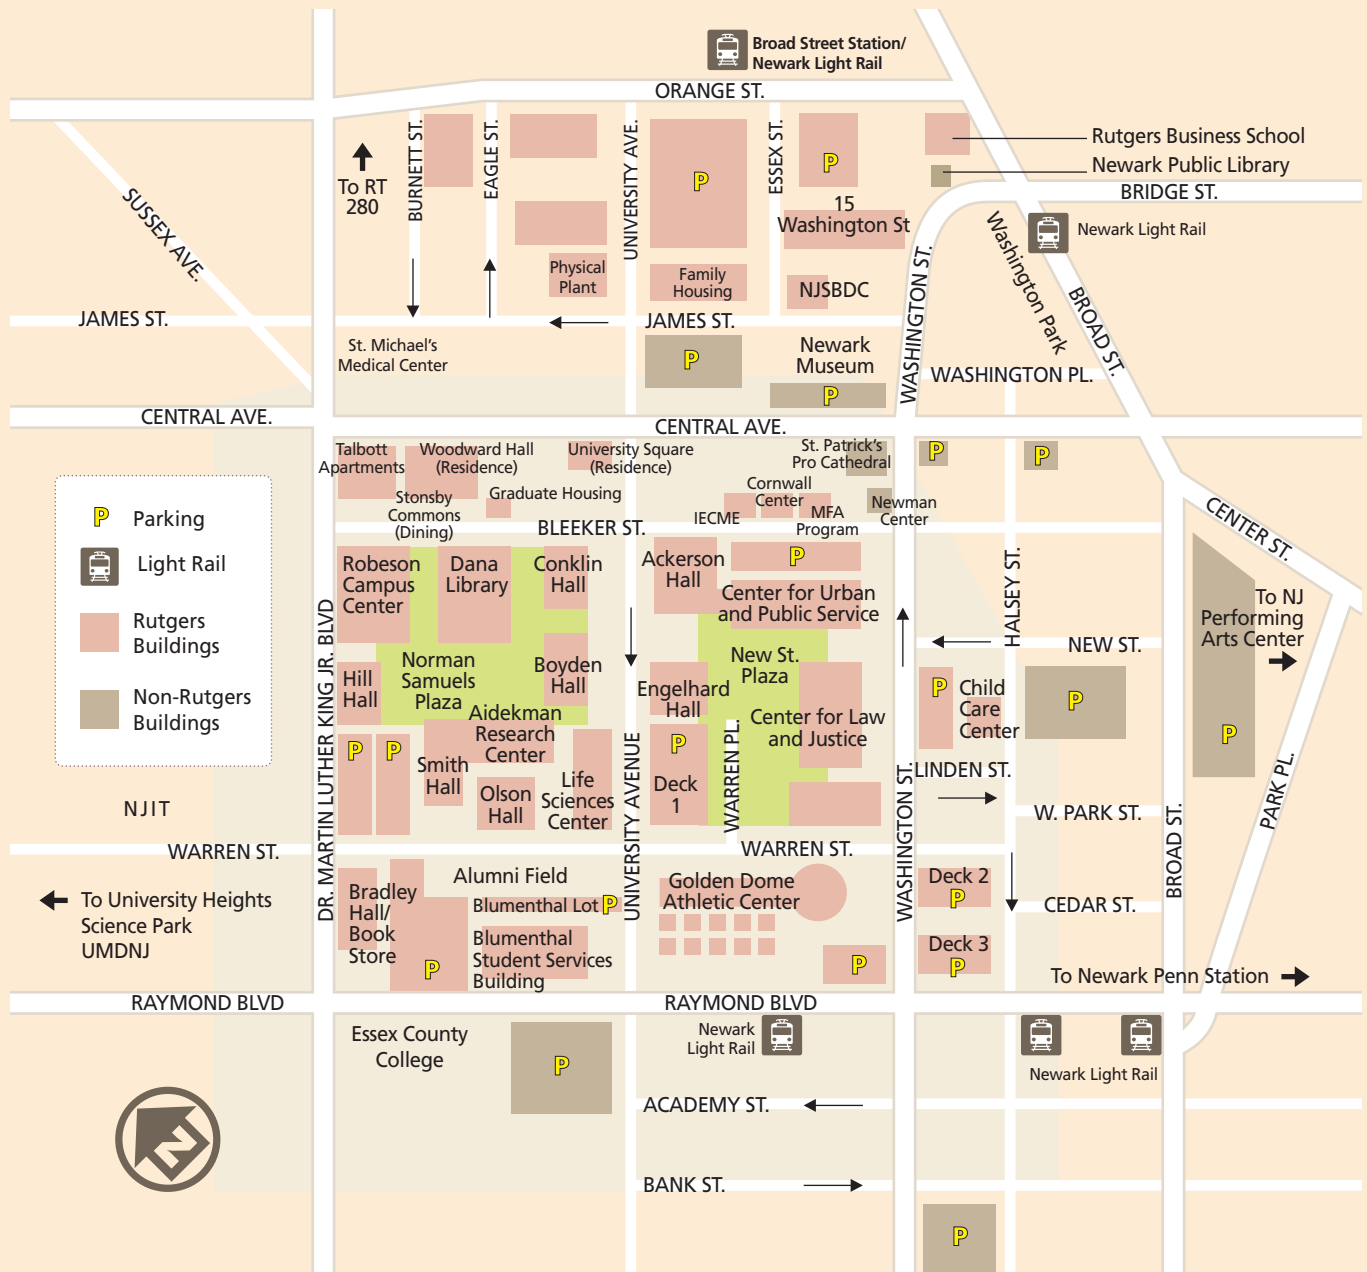 Broad Street Station/
Newark Light Rail
ORANGE ST.
BURNETT ST.
EAGLE ST.
UNIVERSITY AVE.
ESSEX ST.
P
P
Rutgers Business School
Newark Public Library
BRIDGE ST.
To RT
280
SUSSEX AVE.
15
Washington St
Washington Park
Newark Light Rail
Physical
Plant
Family
Housing
NJSBDC
WASHINGTON ST.
BROAD ST.
JAMES ST.
JAMES ST.
St. Michael's
Medical Center
P
Newark
Museum
P
WASHINGTON PL.
CENTRAL AVE.
CENTRAL AVE.
Talbott
Apartments
Woodward Hall
(Residence)
University Square
(Residence)
St. Patrick's
Pro Cathedral
P
P
Stonsby
Commons
(Dining)
Graduate Housing
Cornwall
Center
IECME
MFA
Program
Newman
Center
BLEEKER ST.
CENTER ST.
P
Parking
Light Rail
Rutgers
Buildings
Non-Rutgers
Buildings
Robeson
Campus
Center
Dana
Library
Conklin
Hall
Ackerson
Hall
P
Center for Urban
and Public Service
HALSEY ST.
To NJ
Performing
Arts Center
NEW ST.
DR. MARTIN LUTHER KING JR. BLVD
Hill
Hall
Norman
Samuels
Plaza
Boyden
Hall
New St.
Plaza
Engelhard
Hall
Center for Law
and Justice
P
Child
Care
Center
P
P
P
P
Aidekman
Research
Center
Smith
Hall
Olson
Hall
Life
Sciences
Center
UNIVERSITY AVENUE
P
Deck
1
WARREN PL.
WASHINGTON ST.
LINDEN ST.
W. PARK ST.
BROAD ST.
PARK PL.
NJIT
WARREN ST.
WARREN ST.
To University Heights
Science Park
UMDNJ
Bradley
Hall/
Book
Store
P
Alumni Field
Blumenthal Lot
P
Blumenthal
Student Services
Building
Golden Dome
Athletic Center
P
Deck 2
P
Deck 3
P
CEDAR ST.
To Newark Penn Station
RAYMOND BLVD
RAYMOND BLVD
Essex County
College
P
Newark
Light Rail
Newark Light Rail
ACADEMY ST.
BANK ST.
P
N